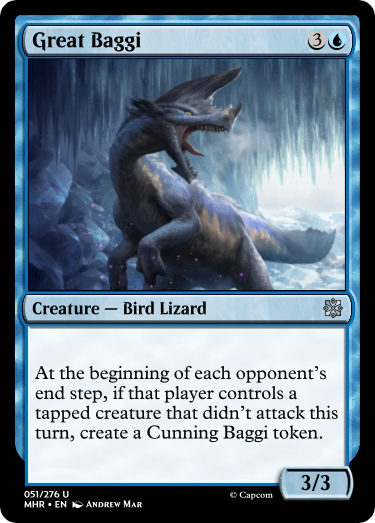 Great Baggi 3
Creature — Bird Lizard
At the beginning of each opponent's
end step, if that player controls a
tapped creature that didn't attack this
turn, create a Cunning Baggi token.
3/3
051/276 U
MHR • EN Andrew Mar
© Capcom